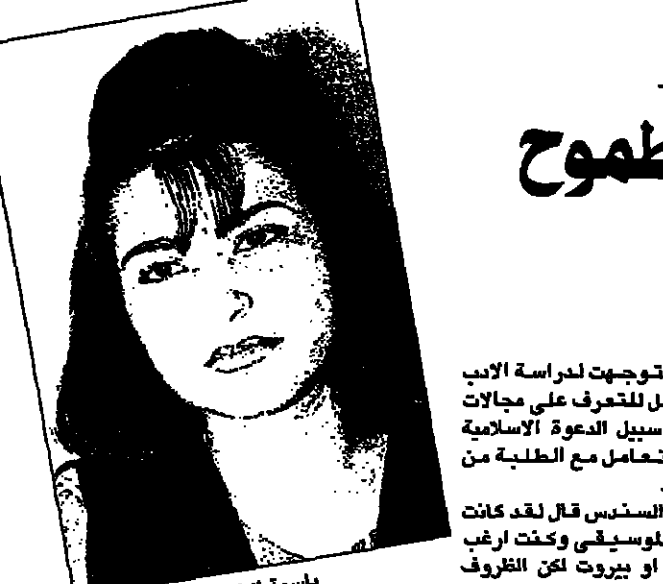 طموح
توجهت لدراسة الادب
للتعرف على مجالات
سبيل الدعوة الاسلامية
تعامل مع الطلبة من
السندس قال لقد كانت
لموسيقى وكنت ارغب
او بيروت لكن الظروف